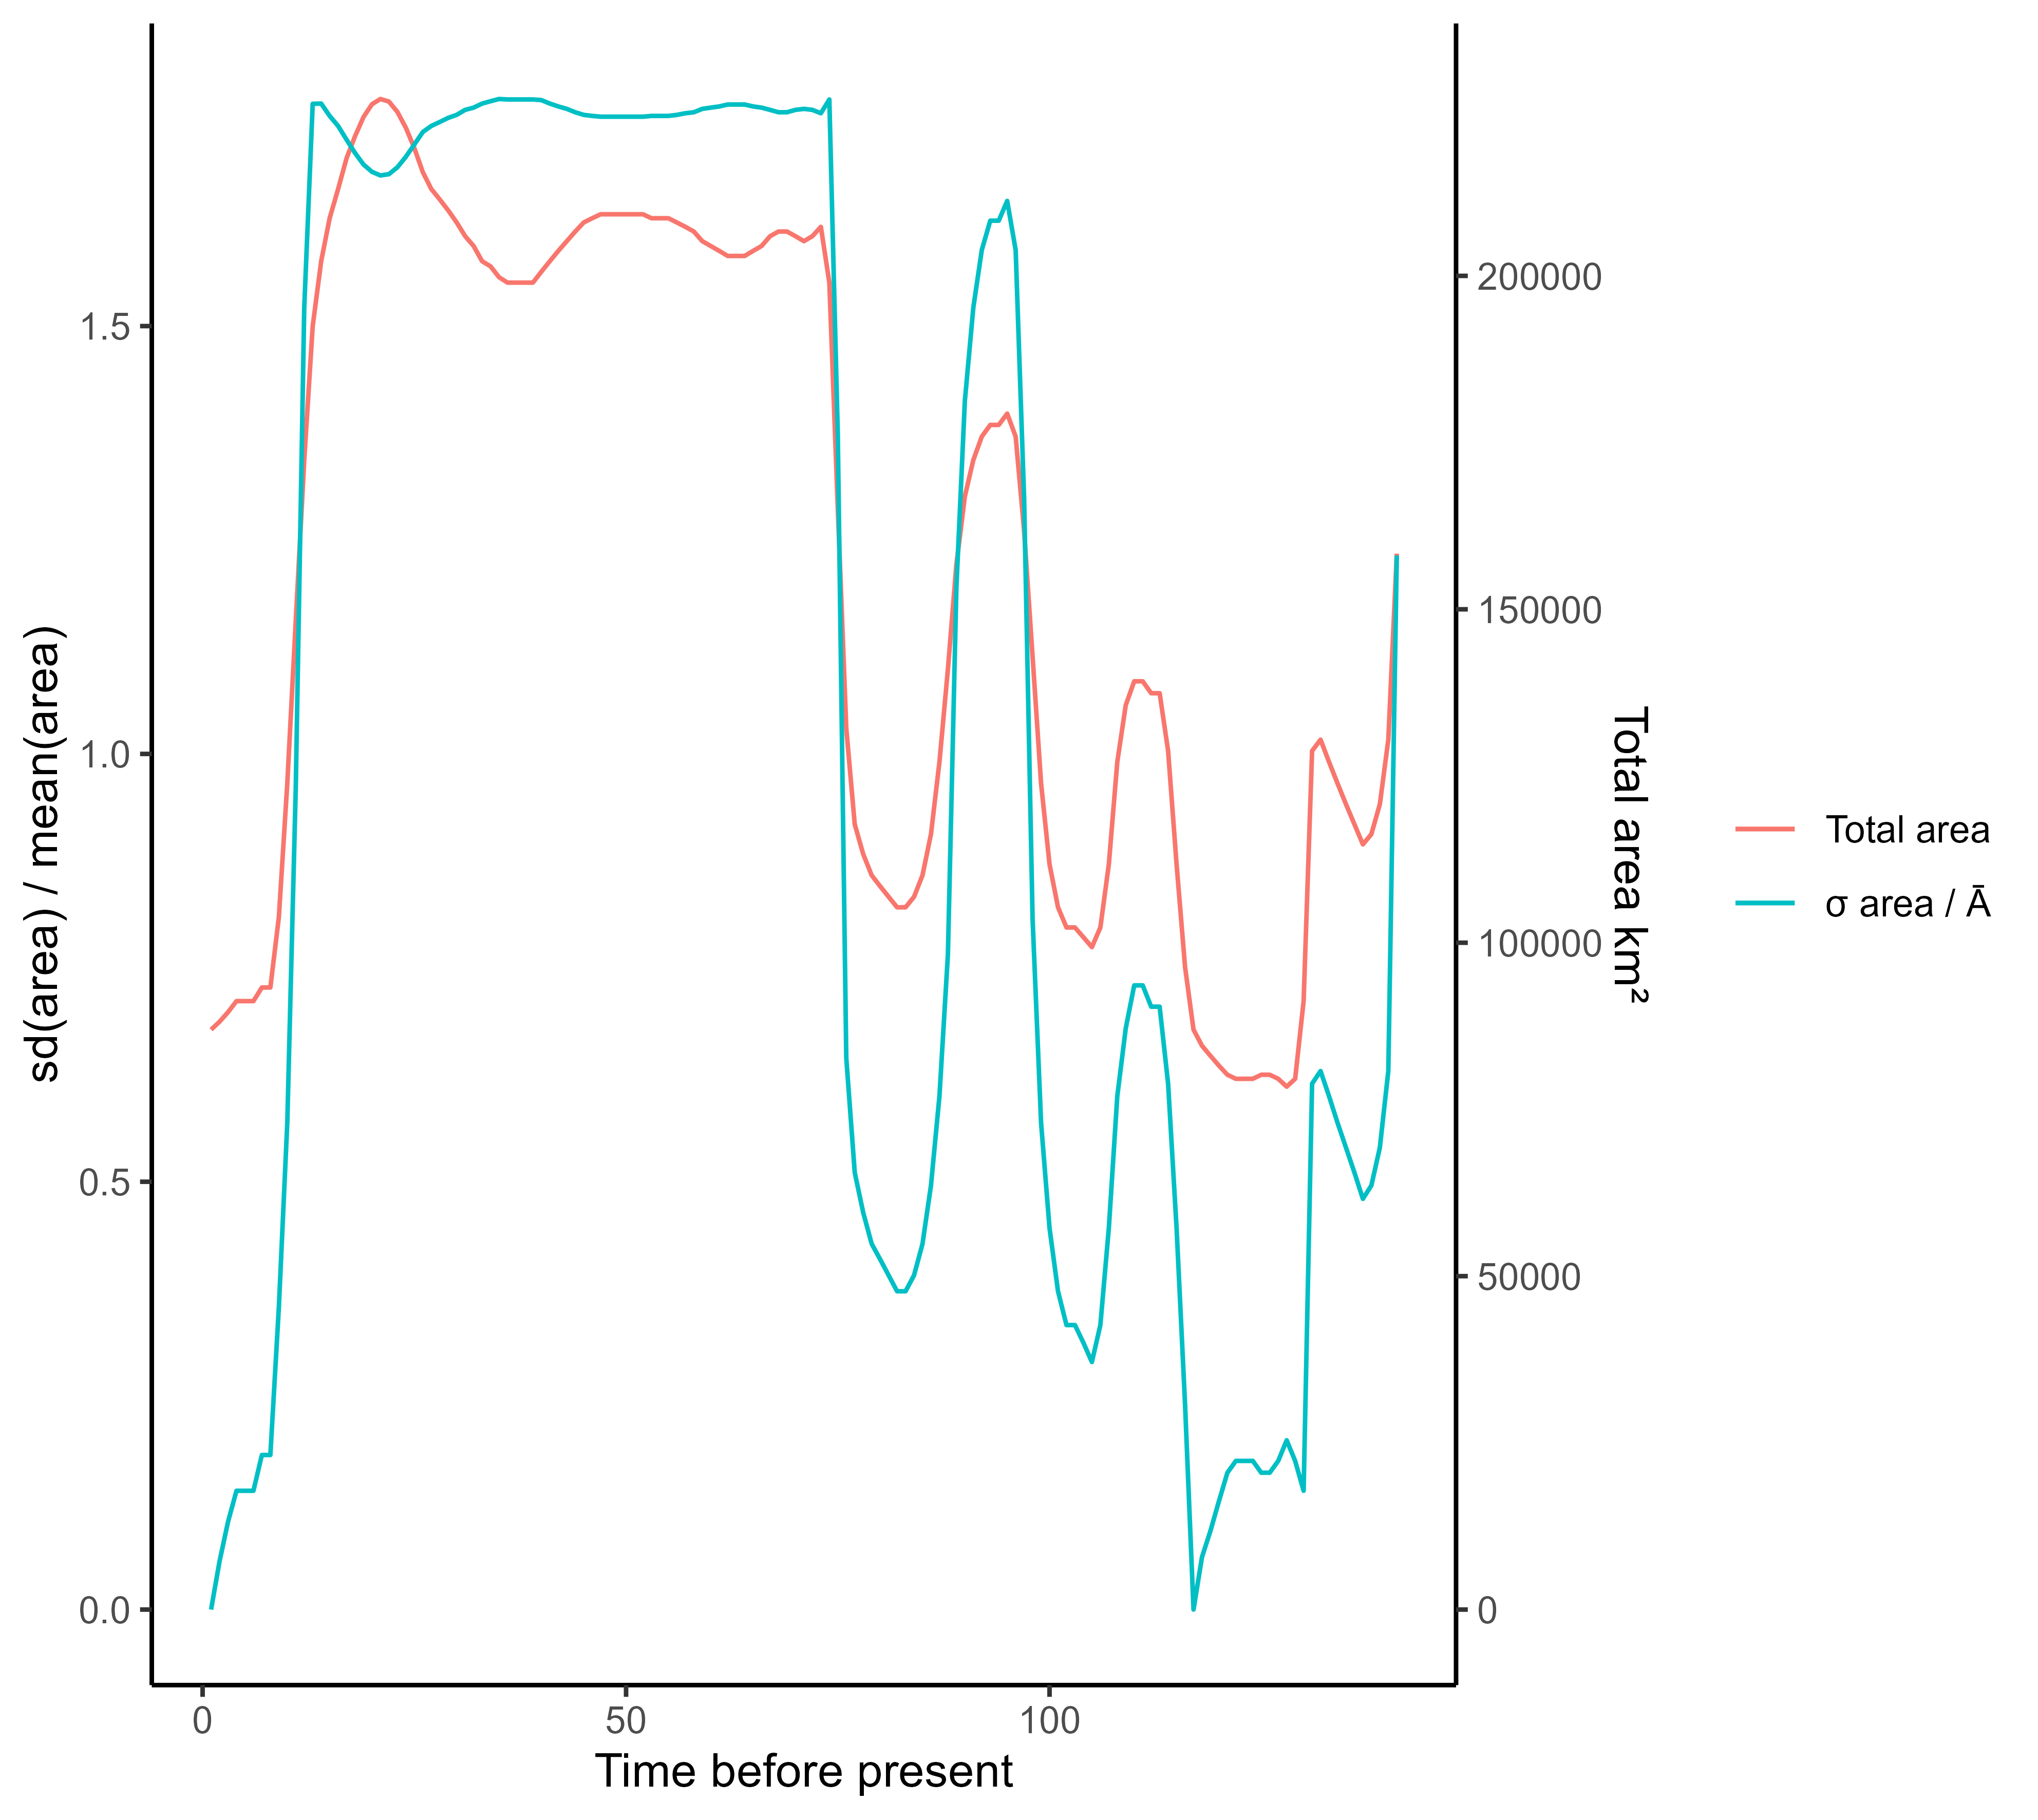 sd(area) / mean(area)
1.5
1.0
0.5
0.0
0
50
100
Time before present
200000
150000
100000
50000
0
Total area km²
Total area
σ area / Ā